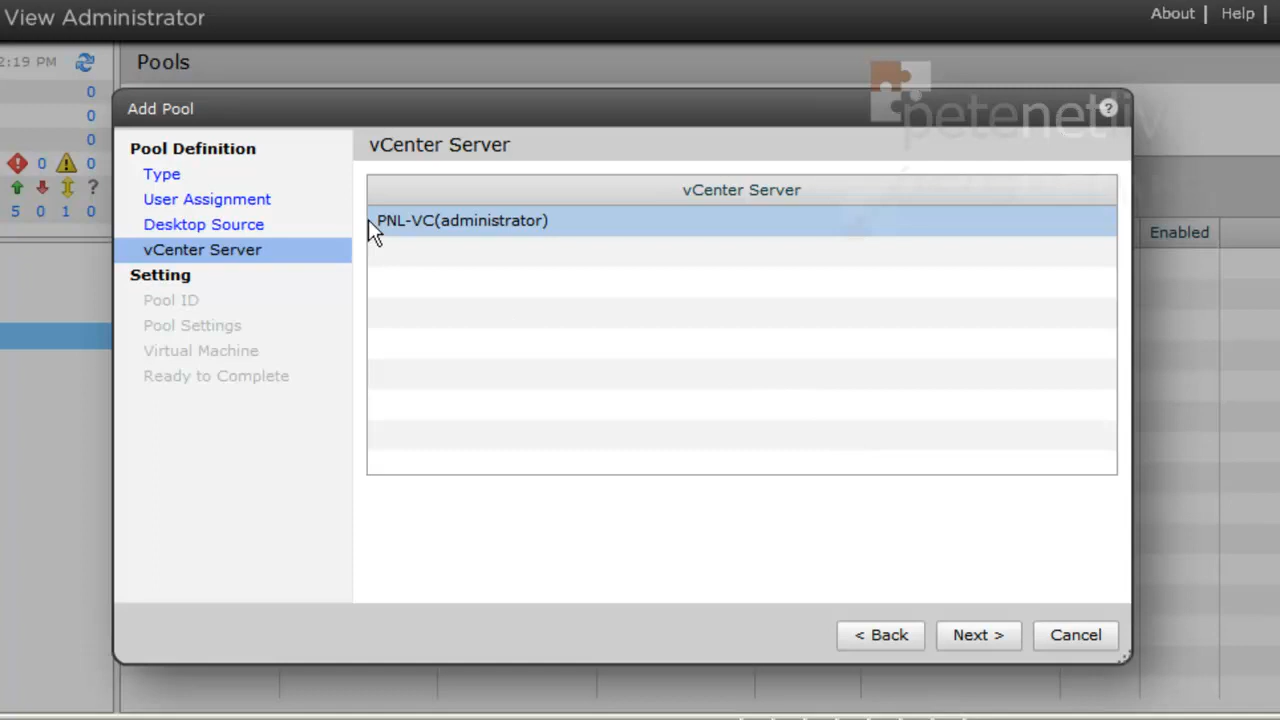 View Administrator
About | Help |
2:19 PM
Pools
0
0
0
0 0
?
5 0 1 0
Add Pool
?
petenetliv
Pool Definition
Type
User Assignment
Desktop Source
vCenter Server
Setting
Pool ID
Pool Settings
Virtual Machine
Ready to Complete
vCenter Server
vCenter Server
PNL-VC(administrator)
Enabled
< Back
Next >
Cancel